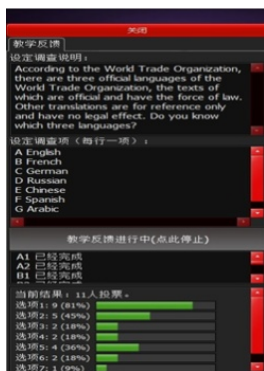 关闭
教学反馈
设定调查说明：
According to the World Trade Organization,
there are three official languages of the
World Trade Organization, the texts of
which are official and have the force of law.
Other translations are for reference only
and have no legal effect. Do you know
which three languages?
设定调查项（每行一项）：
A English
B French
C German
D Russian
E Chinese
F Spanish
G Arabic
教学反馈进行中(点此停止)
A1 已经完成
A2 已经完成
B1 已经完成
当前结果：11人投票。
选项1: 9 (81%)
选项2: 5 (45%)
选项3: 2 (18%)
选项4: 2 (18%)
选项5: 4 (36%)
选项6: 2 (18%)
选项7: 1 (9%)